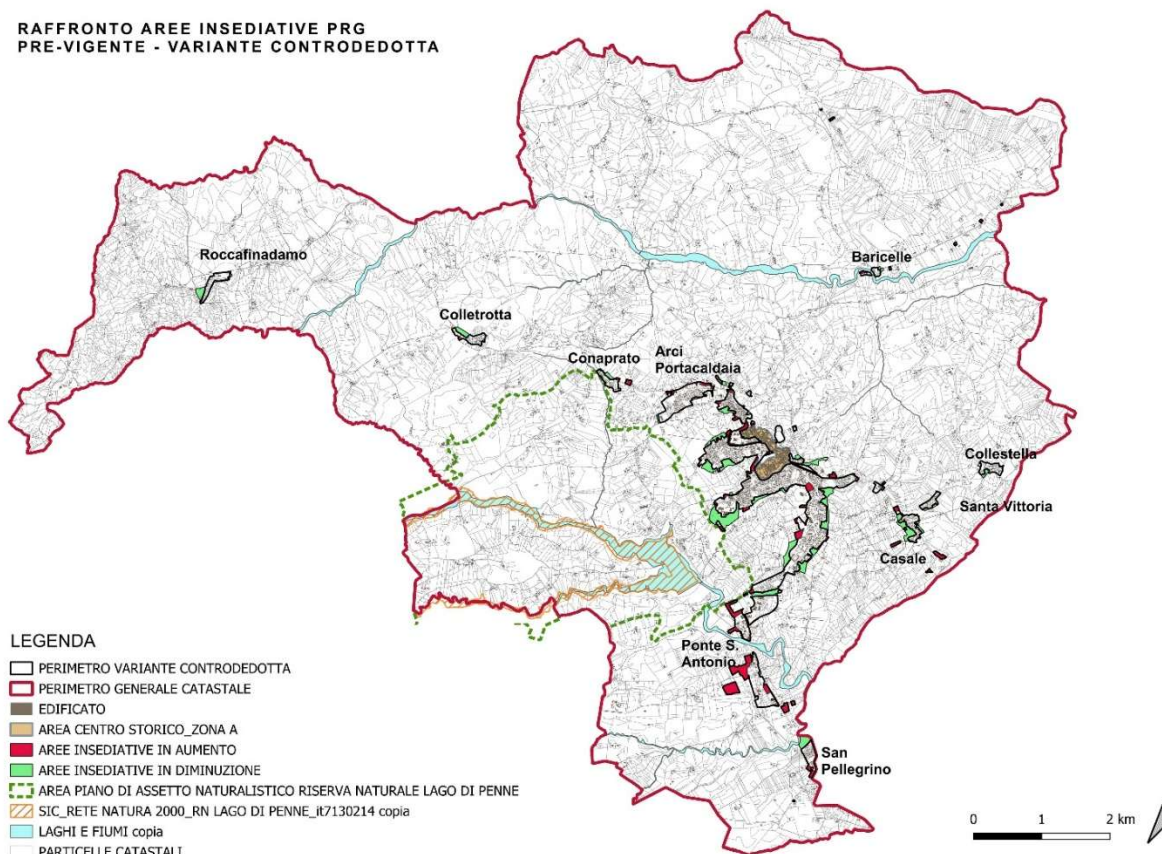 RAFFRONTO AREE INSEDIATIVE PRG
PRE-VIGENTE - VARIANTE CONTRODEDOTTA
Roccafinadamo
Baricelle
Colletrotta
Conaprato
Arci
Portacaldaia
Collestella
Santa Vittoria
Casale
Ponte S.
Antonio
San
Pellegrino
LEGENDA
PERIMETRO VARIANTE CONTRODEDOTTA
PERIMETRO GENERALE CATASTALE
EDIFICATO
AREA CENTRO STORICO_ZONA A
AREE INSEDIATIVE IN AUMENTO
AREE INSEDIATIVE IN DIMINUZIONE
AREA PIANO DI ASSETTO NATURALISTICO RISERVA NATURALE LAGO DI PENNE
SIC_RETE NATURA 2000_RN LAGO DI PENNE_it7130214 copia
LAGHI E FIUMI copia
PARTICELLE CATASTALI
0 1 2 km